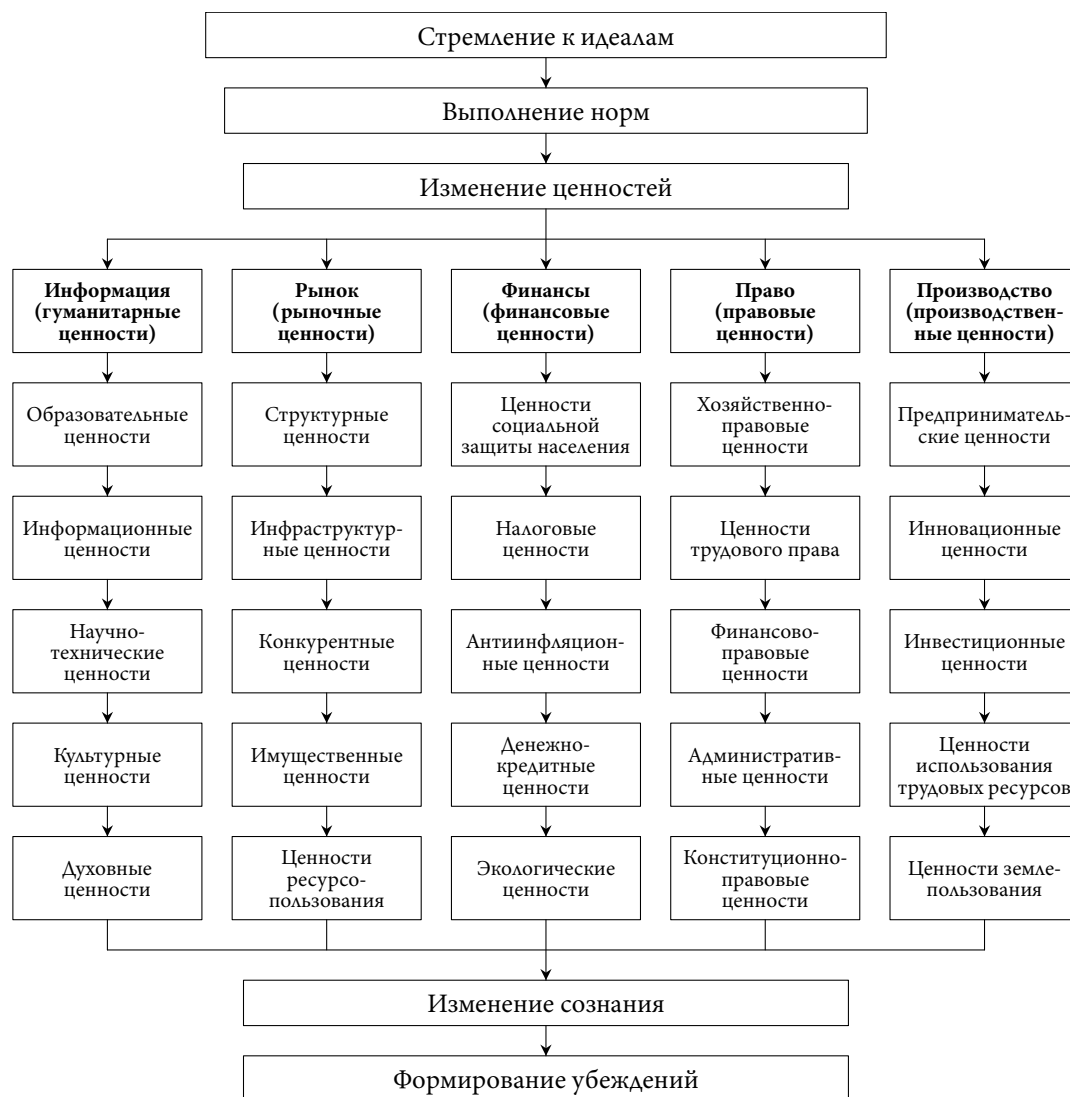 Стремление к идеалам
Выполнение норм
Изменение ценностей
Информация
(гуманитарные
ценности)
Рынок
(рыночные
ценности)
Финансы
(финансовые
ценности)
Право
(правовые
ценности)
Производство
(производствен-
ные ценности)
Образовательные
ценности
Структурные
ценности
Ценности
социальной
защиты населения
Хозяйственно-
правовые
ценности
Предприниматель-
ские ценности
Информационные
ценности
Инфраструктур-
ные ценности
Налоговые
ценности
Ценности
трудового права
Инновационные
ценности
Научно-
технические
ценности
Конкурентные
ценности
Антиинфляцион-
ные ценности
Финансово-
правовые
ценности
Инвестиционные
ценности
Культурные
ценности
Имущественные
ценности
Денежно-
кредитные
ценности
Административ-
ные ценности
Ценности
использования
трудовых ресурсов
Духовные
ценности
Ценности
ресурсо-
пользования
Экологические
ценности
Конституционно-
правовые
ценности
Ценности земле-
пользования
Изменение сознания
Формирование убеждений